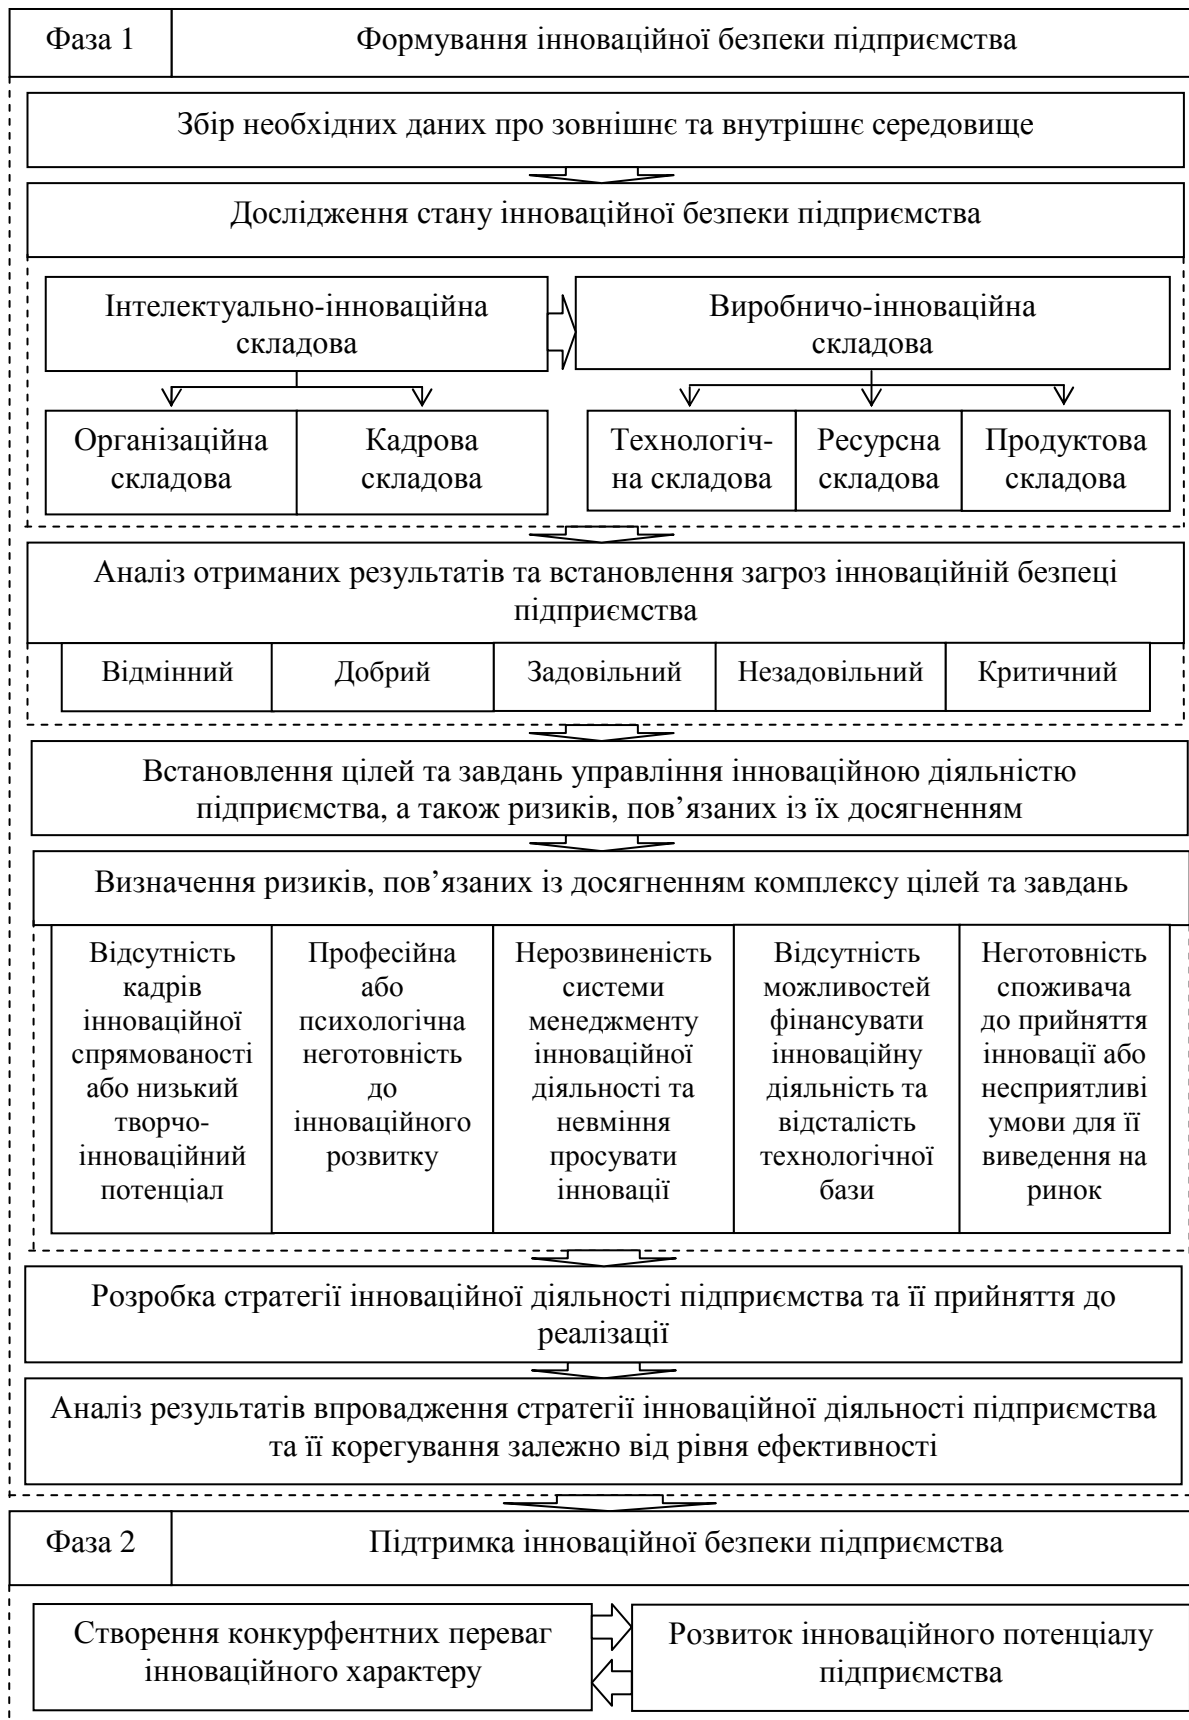 Фаза 1
Формування інноваційної безпеки підприємства
Збір необхідних даних про зовнішнє та внутрішнє середовище
Дослідження стану інноваційної безпеки підприємства
Інтелектуально-інноваційна
складова
Виробничо-інноваційна
складова
Організаційна
складова
Кадрова
складова
Технологіч-
на складова
Ресурсна
складова
Продуктова
складова
Аналіз отриманих результатів та встановлення загроз інноваційній безпеці
підприємства
Відмінний
Добрий
Задовільний
Незадовільний
Критичний
Встановлення цілей та завдань управління інноваційною діяльністю
підприємства, а також ризиків, пов’язаних із їх досягненням
Визначення ризиків, пов’язаних із досягненням комплексу цілей та завдань
Відсутність
кадрів
інноваційної
спрямованості
або низький
творчо-
інноваційний
потенціал
Професійна
або
психологічна
неготовність
до
інноваційного
розвитку
Нерозвиненість
системи
менеджменту
інноваційної
діяльності та
невміння
просувати
інновації
Відсутність
можливостей
фінансувати
інноваційну
діяльність та
відсталість
технологічної
бази
Неготовність
споживача
до прийняття
інновації або
несприятливі
умови для її
виведення на
ринок
Розробка стратегії інноваційної діяльності підприємства та її прийняття до
реалізації
Аналіз результатів впровадження стратегії інноваційної діяльності підприємства
та її корегування залежно від рівня ефективності
Фаза 2
Підтримка інноваційної безпеки підприємства
Створення конкурфентних переваг
інноваційного характеру
Розвиток інноваційного потенціалу
підприємства